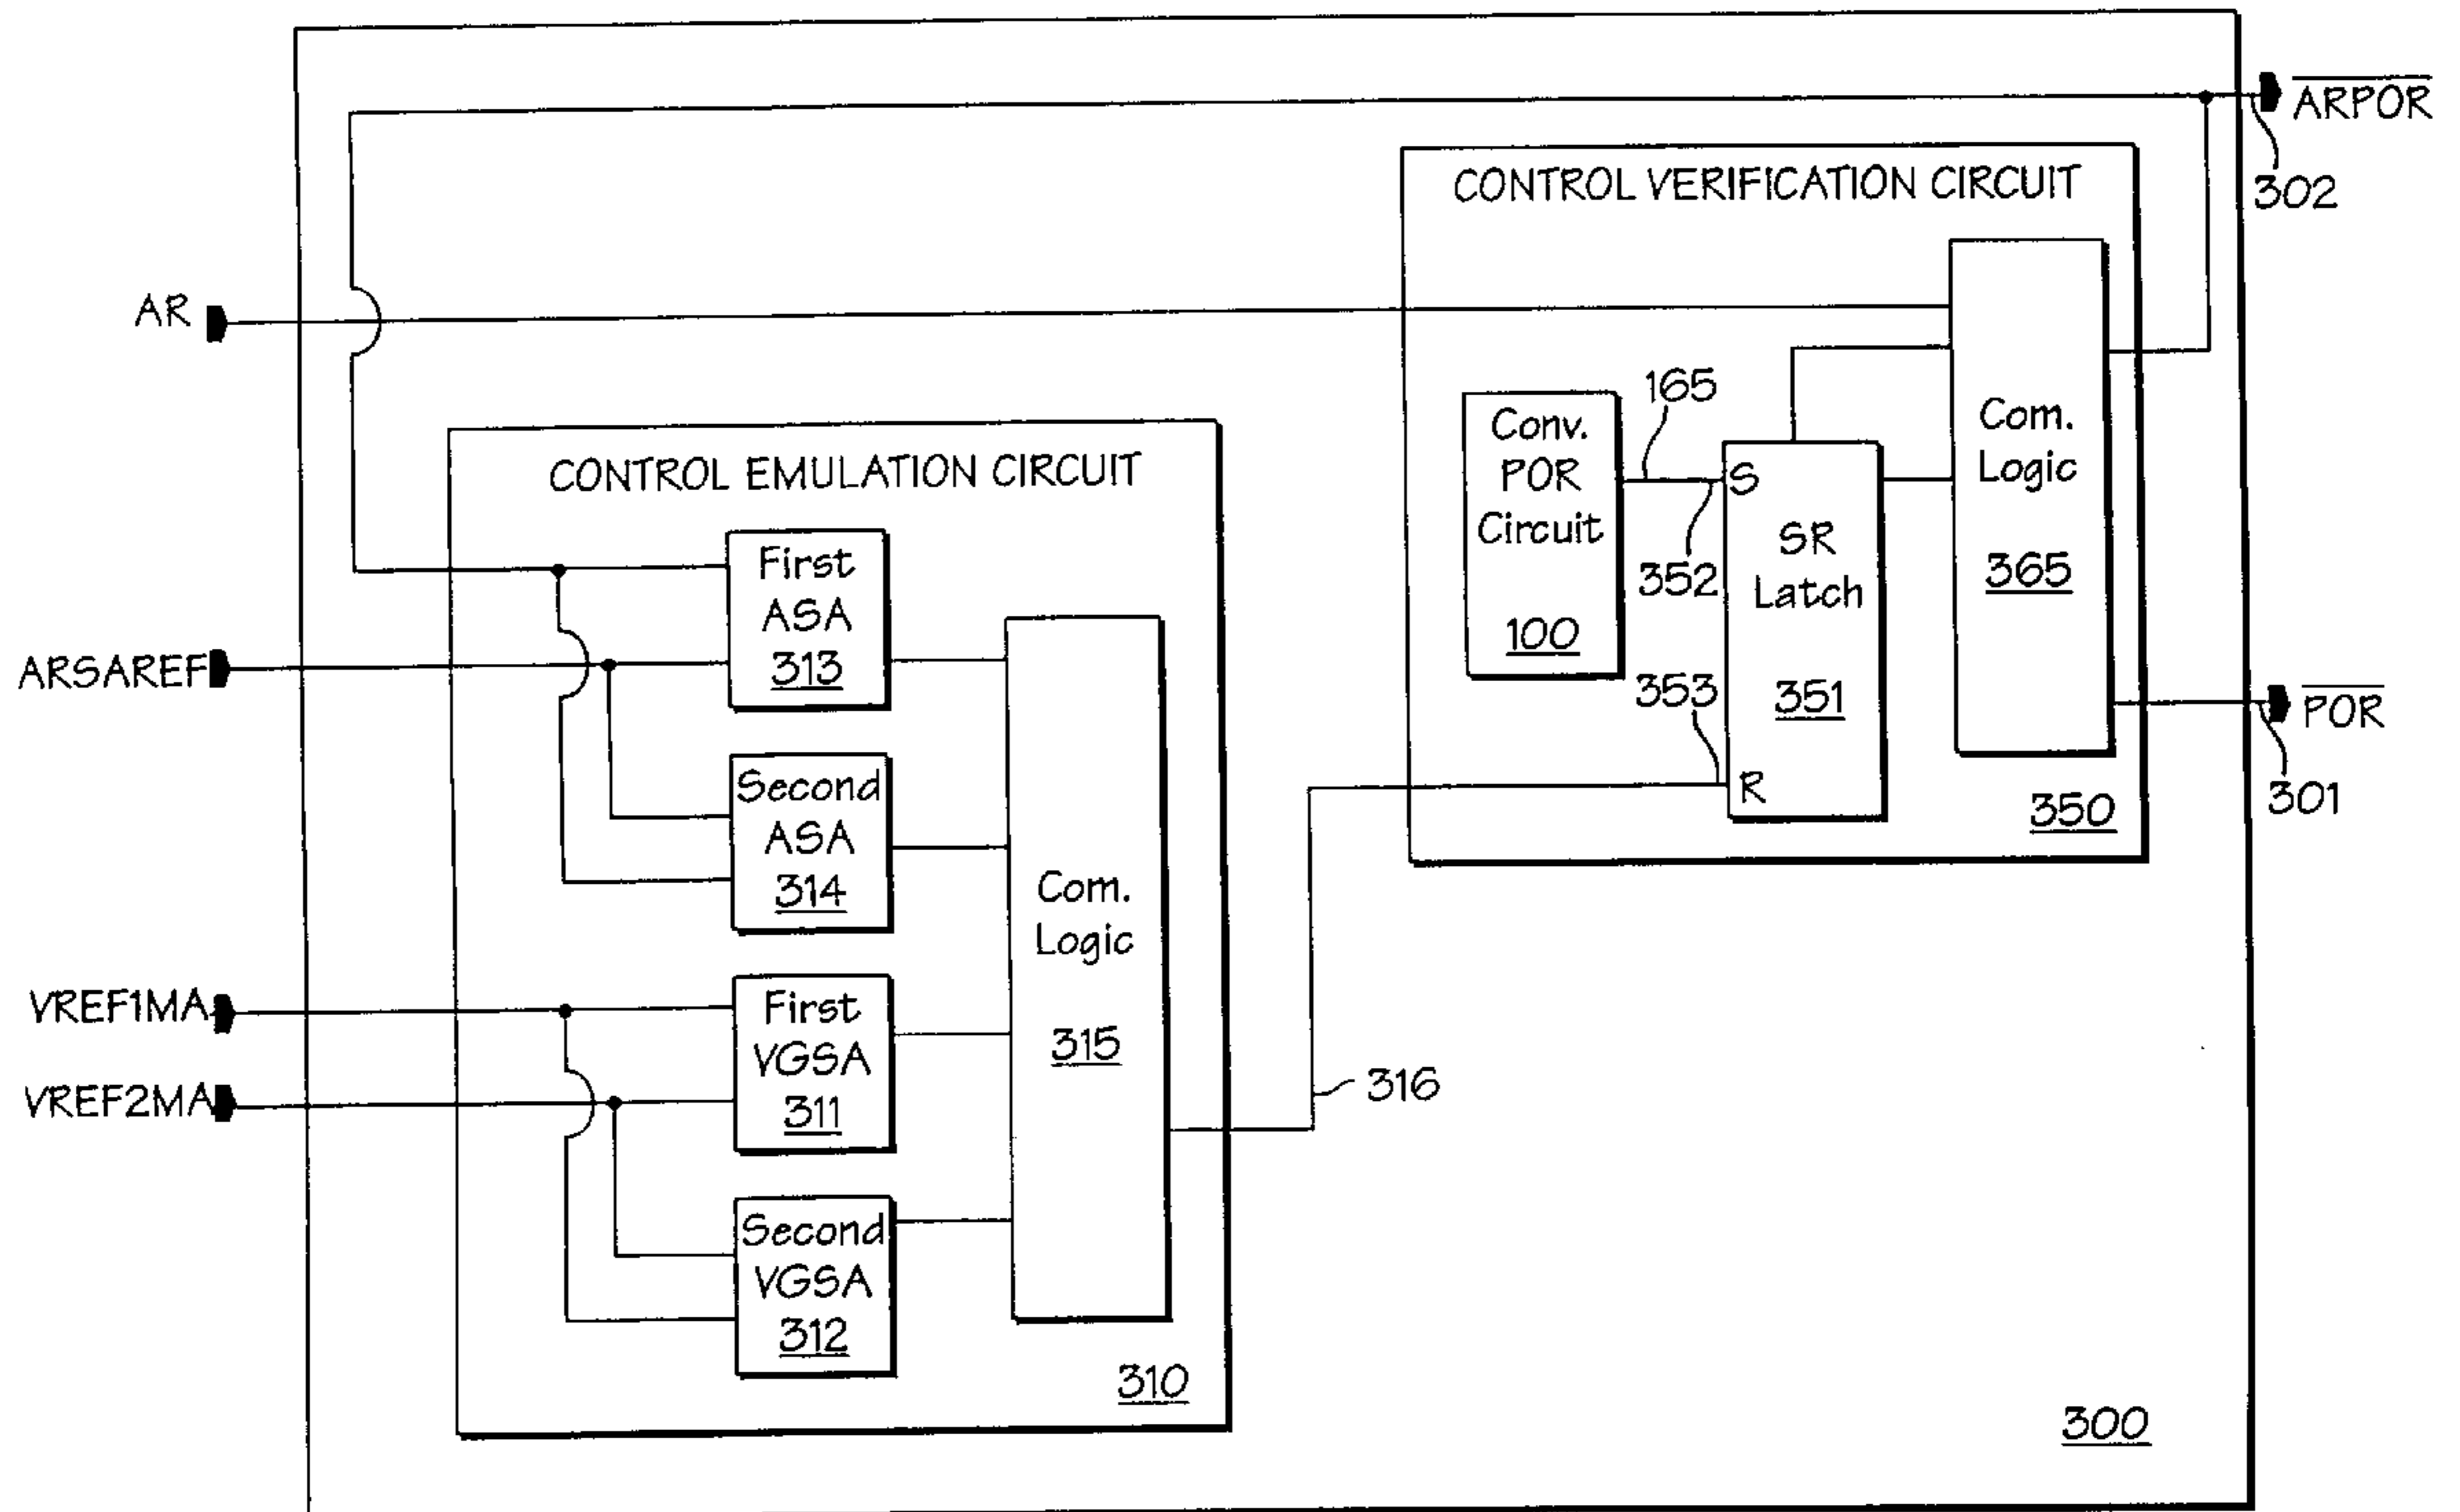 ARPOR
302
CONTROL VERIFICATION CIRCUIT
AR
165
Conv.
POR
Circuit
100
352
S
SR
Latch
351
R
353
Com.
Logic
365
350
POR
301
CONTROL EMULATION CIRCUIT
First
ASA
313
ARSAREF
Second
ASA
314
Com.
Logic
315
VREF1MA
First
VGSA
311
VREF2MA
316
Second
VGSA
312
310
300